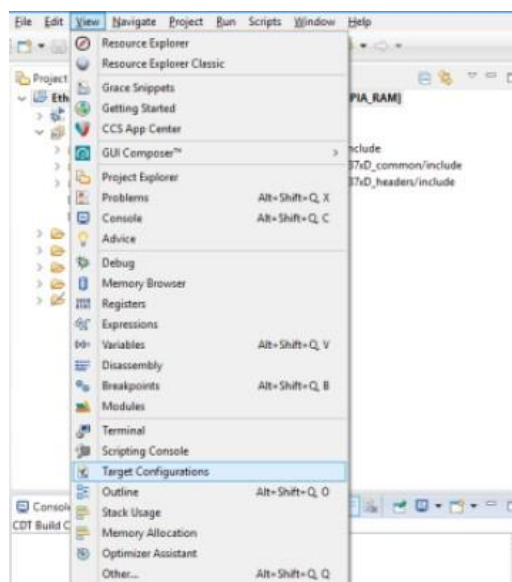 File Edit View Navigate Project Run Scripts Window Help
Resource Explorer
Resource Explorer Classic
Project
Grace Snippets
Eth
PIA_RAM]
Getting Started
CCS App Center
nclude
GUI Composer™ >
37xD_common/include
Project Explorer
37xD_headers/include
Problems Alt+Shift+Q, X
Console Alt+Shift+Q, C
Advice
Debug
Memory Browser
Registers
Expressions
Variables Alt+Shift+Q, V
Disassembly
Breakpoints Alt+Shift+Q, B
Modules
Terminal
Scripting Console
Target Configurations
Outline Alt+Shift+Q, O
Consol
Stack Usage
CDT Build C
Memory Allocation
Optimizer Assistant
Other... Alt+Shift+Q, Q